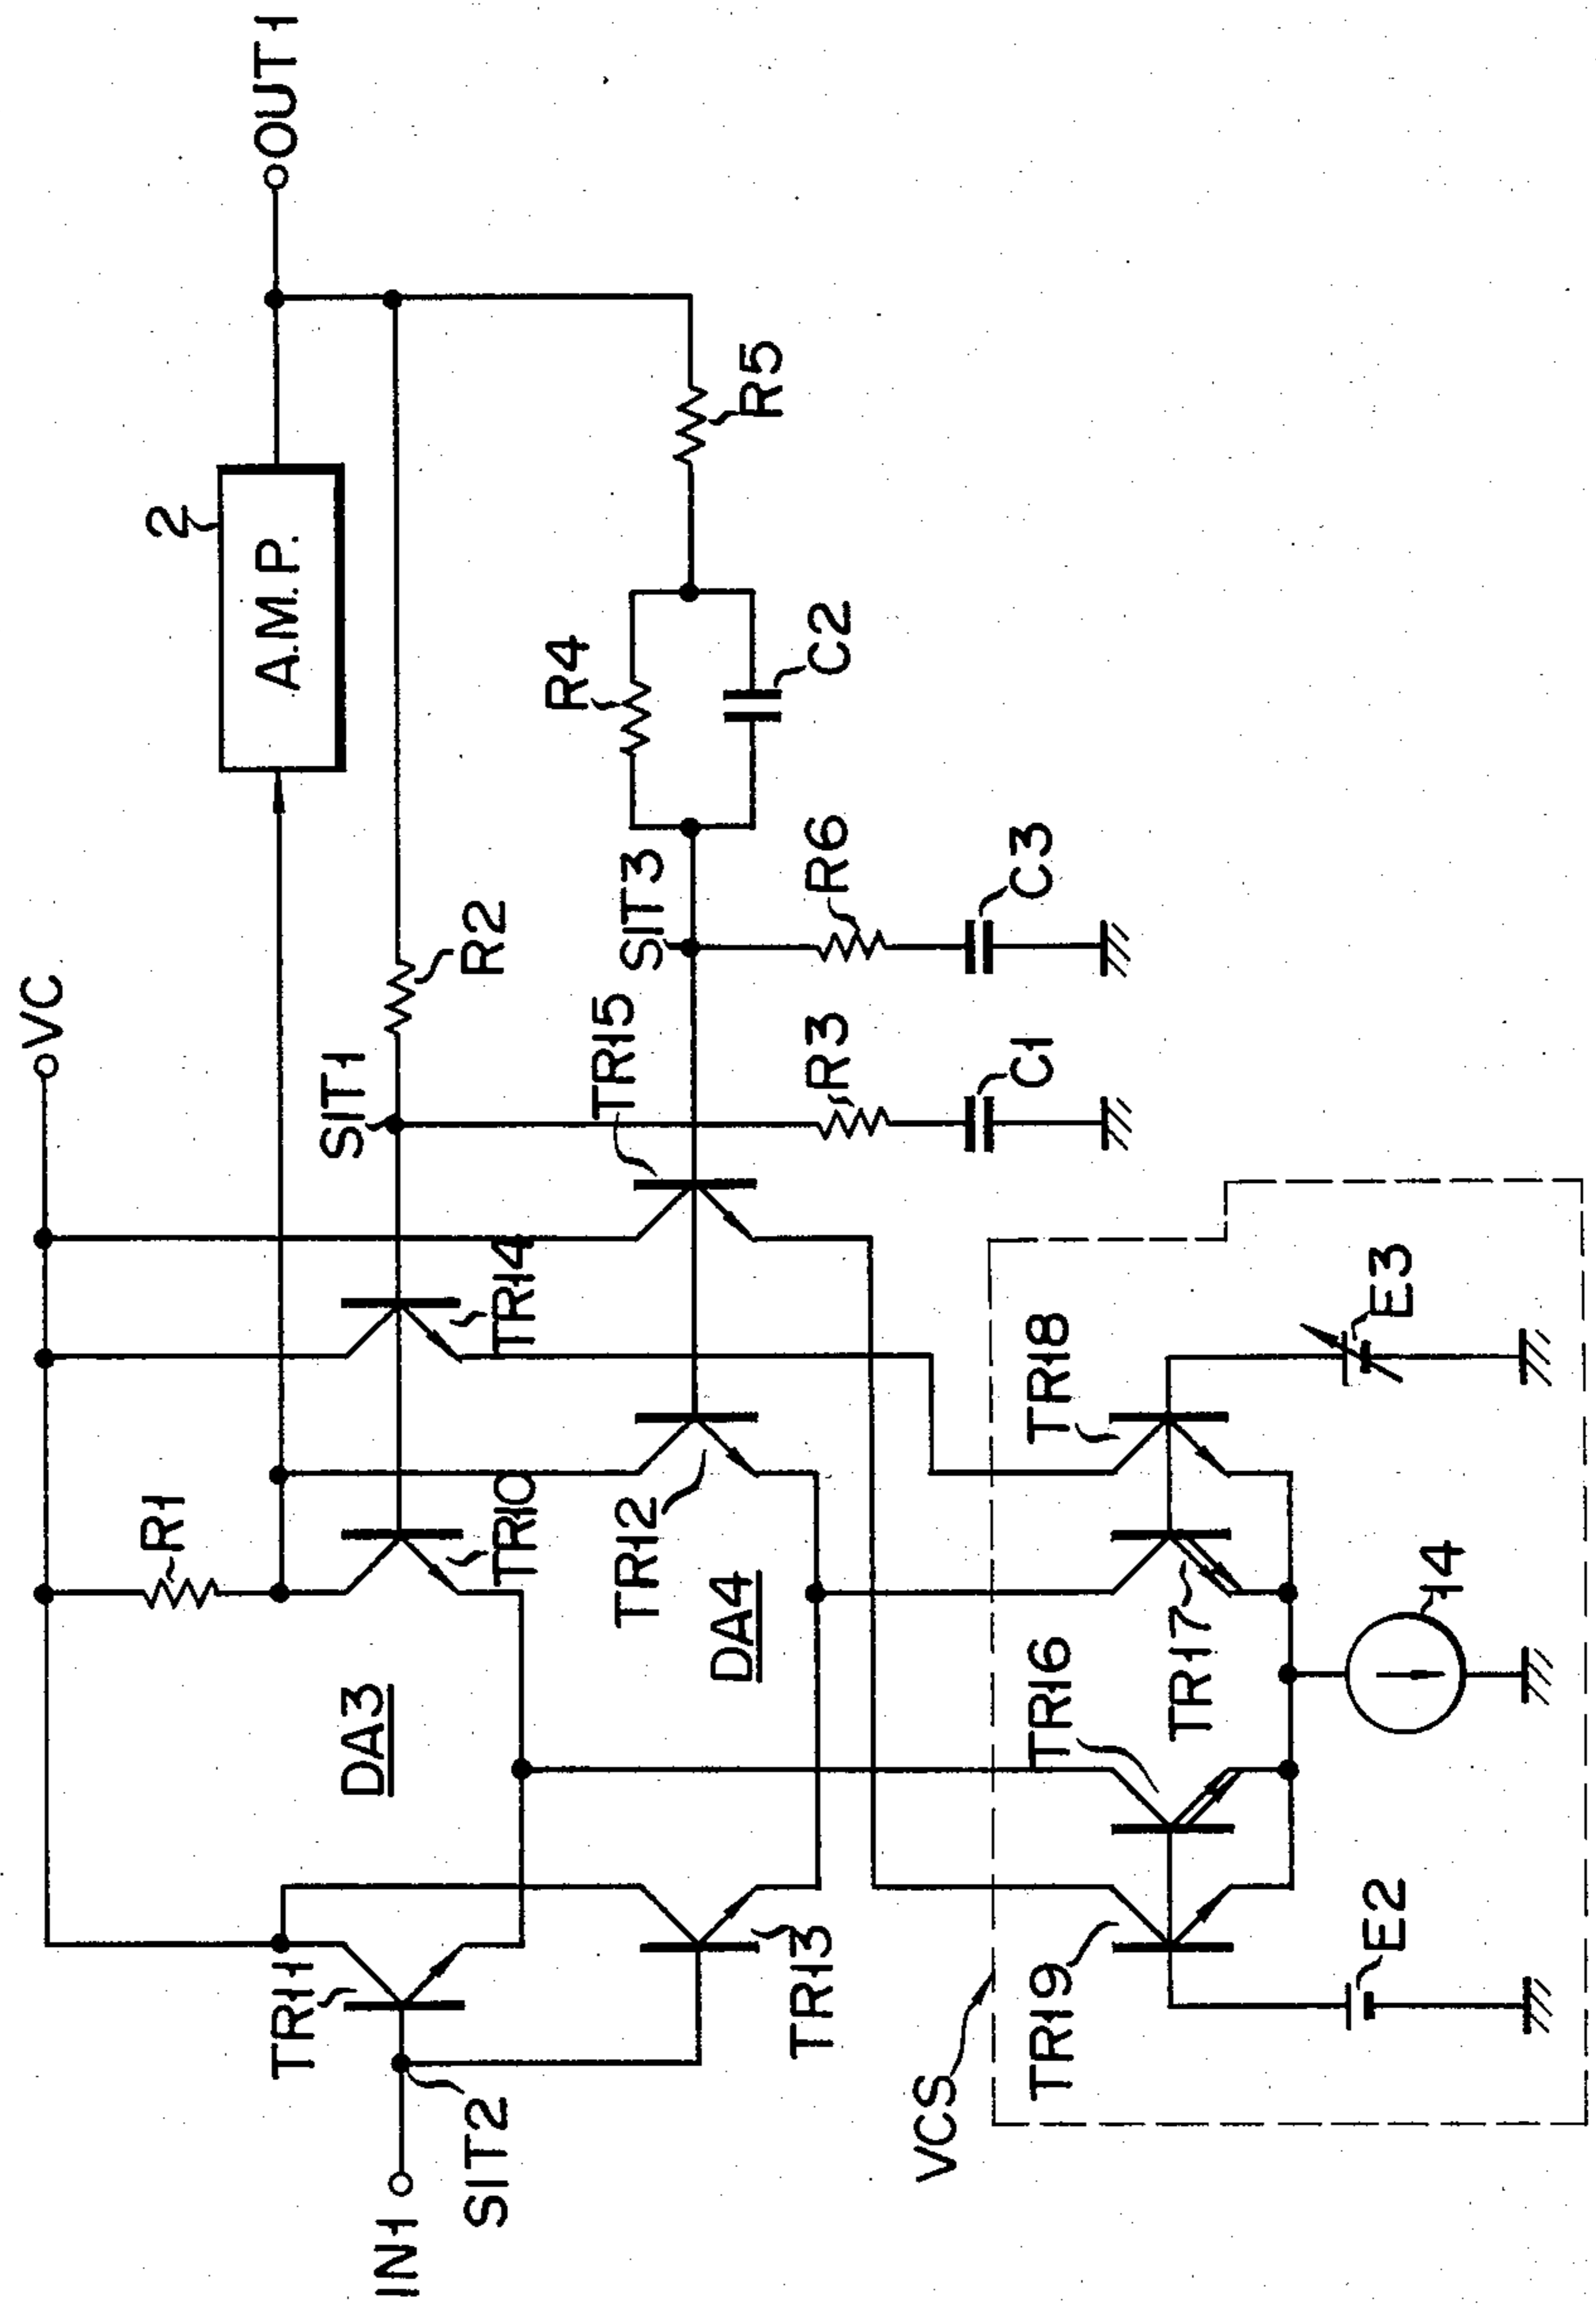 VC
OUT1
2
A.M.P.
R1
SIT1
R2
TR11
DA3
TR10
TR14
R4
R5
IN1
SIT2
TR12
TR15
SIT3
C2
TR13
DA4
R3
R6
C1
C3
VCS
TR19
TR16
TR17
TR18
E2
14
E3